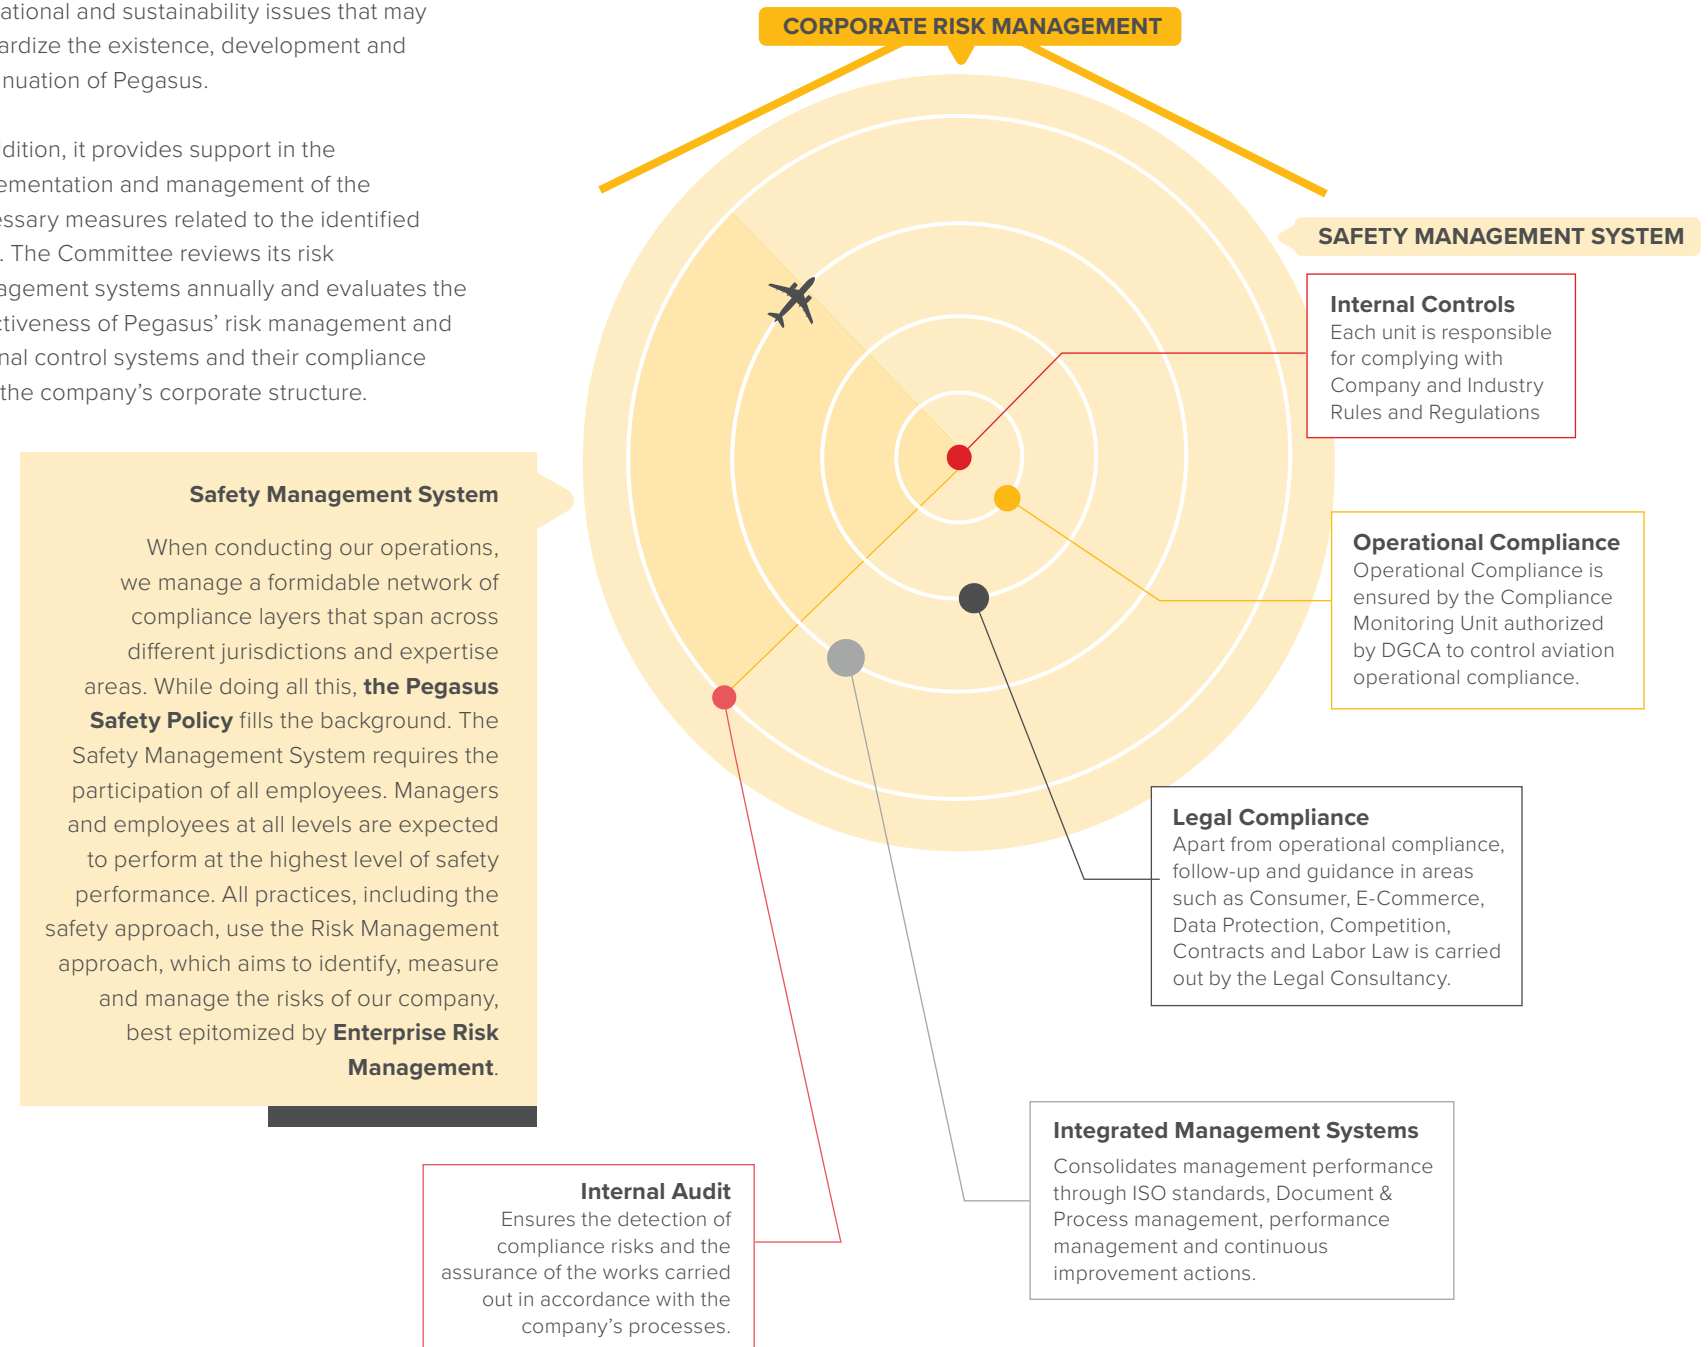 ational and sustainability issues that may
ardize the existence, development and
nuation of Pegasus.
dition, it provides support in the
ementation and management of the
essary measures related to the identified
. The Committee reviews its risk
agement systems annually and evaluates the
ctiveness of Pegasus’ risk management and
nal control systems and their compliance
the company’s corporate structure.
CORPORATE RISK MANAGEMENT
SAFETY MANAGEMENT SYSTEM
Internal Controls
Each unit is responsible
for complying with
Company and Industry
Rules and Regulations
Safety Management System
When conducting our operations,
we manage a formidable network of
compliance layers that span across
different jurisdictions and expertise
areas. While doing all this, the Pegasus
Safety Policy fills the background. The
Safety Management System requires the
participation of all employees. Managers
and employees at all levels are expected
to perform at the highest level of safety
performance. All practices, including the
safety approach, use the Risk Management
approach, which aims to identify, measure
and manage the risks of our company,
best epitomized by Enterprise Risk
Management.
Operational Compliance
Operational Compliance is
ensured by the Compliance
Monitoring Unit authorized
by DGCA to control aviation
operational compliance.
Legal Compliance
Apart from operational compliance,
follow-up and guidance in areas
such as Consumer, E-Commerce,
Data Protection, Competition,
Contracts and Labor Law is carried
out by the Legal Consultancy.
Integrated Management Systems
Consolidates management performance
through ISO standards, Document &
Process management, performance
management and continuous
improvement actions.
Internal Audit
Ensures the detection of
compliance risks and the
assurance of the works carried
out in accordance with the
company’s processes.